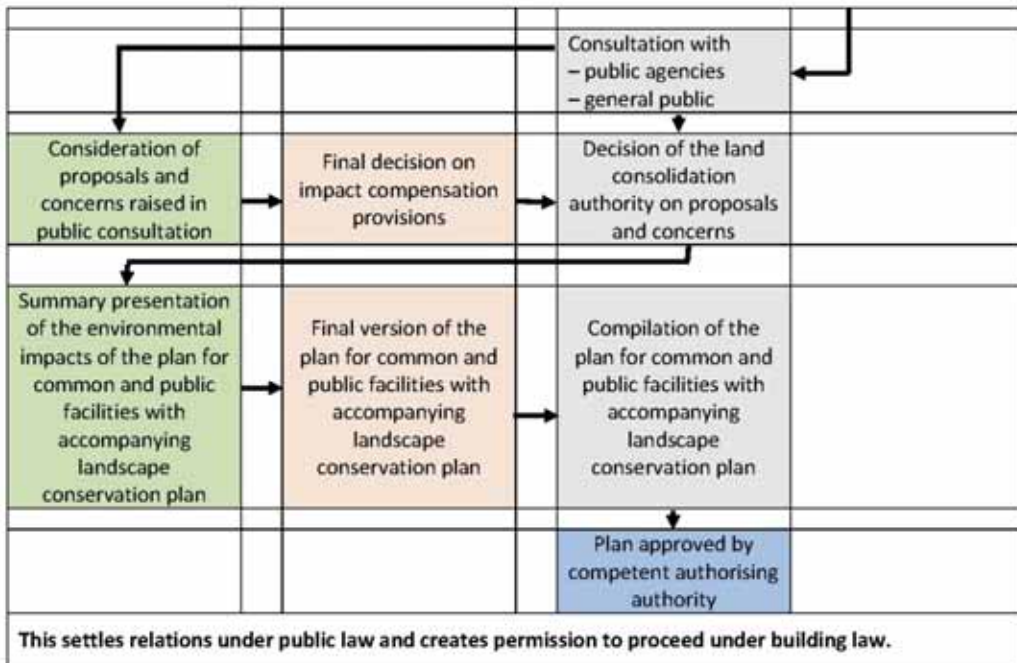 Consultation with
– public agencies
– general public
Consideration of
proposals and
concerns raised in
public consultation
Final decision on
impact compensation
provisions
Decision of the land
consolidation
authority on proposals
and concerns
Summary presentation
of the environmental
impacts of the plan for
common and public
facilities with
accompanying
landscape
conservation plan
Final version of the
plan for common and
public facilities with
accompanying
landscape
conservation plan
Compilation of the
plan for common and
public facilities with
accompanying
landscape
conservation plan
Plan approved by
competent authorising
authority
This settles relations under public law and creates permission to proceed under building law.